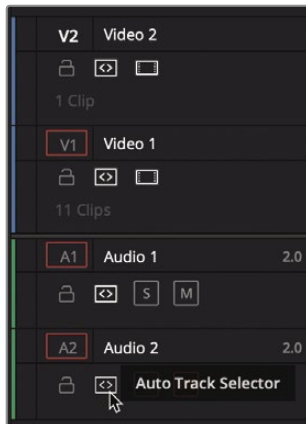 V2 Video 2
1 Clip
V1 Video 1
11 Clips
A1 Audio 1 2.0
S M
A2 Audio 2 2.0
Auto Track Selector